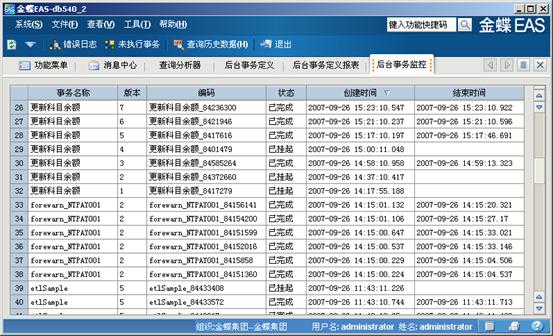 金蝶EAS-db540_2
系统(S) 文件(F) 查看(V) 工具(T) 帮助(H) 键入功能快捷码 金蝶EAS
错误日志 未执行事务 查询历史数据(H) 退出
功能菜单 消息中心 查询分析器 后台事务定义 后台事务定义报表 后台事务监控
事务名称 版本 编码 状态 创建时间 结束时间
26 更新科目余额 7 更新科目余额_84236300 已完成 2007-09-26 15:23:10.547 2007-09-26 15:23:10.922
27 更新科目余额 6 更新科目余额_8421946 已完成 2007-09-26 15:21:10.237 2007-09-26 15:21:10.596
28 更新科目余额 5 更新科目余额_8417616 已完成 2007-09-26 15:17:10.197 2007-09-26 15:17:46.691
29 更新科目余额 4 更新科目余额_8401479 已挂起 2007-09-26 15:00:11.048
30 更新科目余额 3 更新科目余额_84585264 已完成 2007-09-26 14:58:10.958 2007-09-26 14:59:13.323
31 更新科目余额 2 更新科目余额_84372660 已挂起 2007-09-26 14:37:10.417
32 更新科目余额 1 更新科目余额_8417279 已挂起 2007-09-26 14:17:55.188
33 forewarn_NTPAY001 2 forewarn_NTPAY001_84156141 已完成 2007-09-26 14:15:01.132 2007-09-26 14:15:20.321
34 forewarn_NTPAY001 2 forewarn_NTPAY001_84154200 已完成 2007-09-26 14:15:01.106 2007-09-26 14:15:27.17
35 forewarn_NTPAY001 2 forewarn_NTPAY001_84151599 已完成 2007-09-26 14:15:00.647 2007-09-26 14:15:33.021
36 forewarn_NTPAY001 2 forewarn_NTPAY001_84152016 已完成 2007-09-26 14:15:00.537 2007-09-26 14:15:33.146
37 forewarn_NTPAY001 2 forewarn_NTPAY001_8415858 已完成 2007-09-26 14:15:00.229 2007-09-26 14:15:04.506
38 forewarn_NTPAY001 2 forewarn_NTPAY001_84151360 已完成 2007-09-26 14:15:00.224 2007-09-26 14:15:04.537
39 etlSample 5 etlSample_84433408 已挂起 2007-09-26 11:43:11.226
40 etlSample 5 etlSample_84433572 已完成 2007-09-26 11:43:10.744 2007-09-26 11:43:11.713
组织:金蝶集团--金蝶集团 用户名: administrator 姓名: administrator